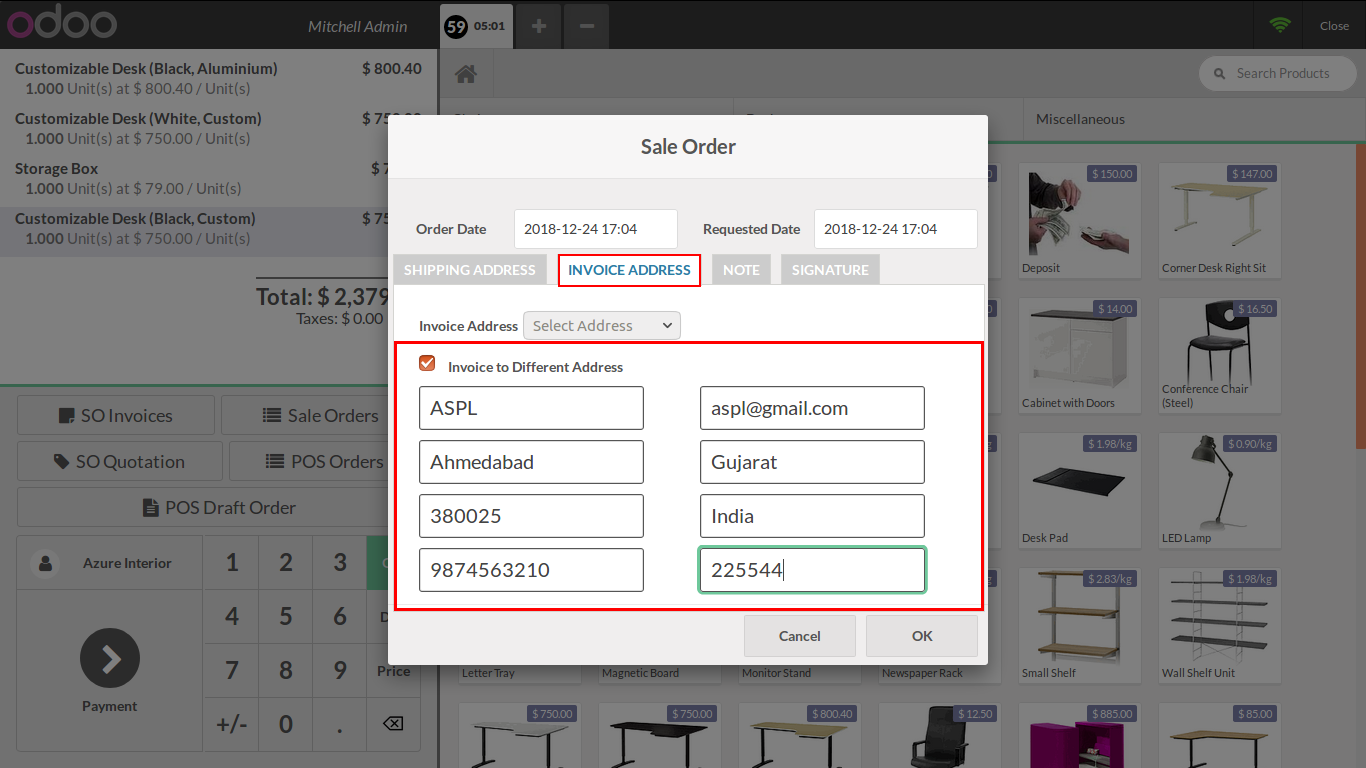 odoo
Mitchell Admin
59 05:01
Close
Customizable Desk (Black, Aluminium) $ 800.40
1.000 Unit(s) at $ 800.40 / Unit(s)
Customizable Desk (White, Custom)
1.000 Unit(s) at $ 750.00 / Unit(s)
Storage Box
1.000 Unit(s) at $ 79.00 / Unit(s)
Customizable Desk (Black, Custom)
1.000 Unit(s) at $ 750.00 / Unit(s)
Total: $ 2,379
Taxes: $ 0.00
SO Invoices
Sale Orders
SO Quotation
POS Orders
POS Draft Order
Azure Interior
Payment
1 2 3
4 5 6
7 8 9 Price
+/- 0 .
Search Products
Miscellaneous
Sale Order
Order Date 2018-12-24 17:04 Requested Date 2018-12-24 17:04
SHIPPING ADDRESS INVOICE ADDRESS NOTE SIGNATURE
Invoice Address Select Address
Invoice to Different Address
ASPL aspl@gmail.com
Ahmedabad Gujarat
380025 India
9874563210 225544
Cancel OK
$ 150.00 $ 147.00
Deposit Corner Desk Right Sit
$ 14.00 $ 16.50
Cabinet with Doors Conference Chair
(Steel)
$ 1.98/kg $ 0.90/kg
Desk Pad LED Lamp
$ 2.83/kg $ 1.98/kg
Letter Tray Magnetic Board Monitor Stand Newspaper Rack Small Shelf Wall Shelf Unit
$ 750.00 $ 750.00 $ 800.40 $ 12.50 $ 885.00 $ 85.00